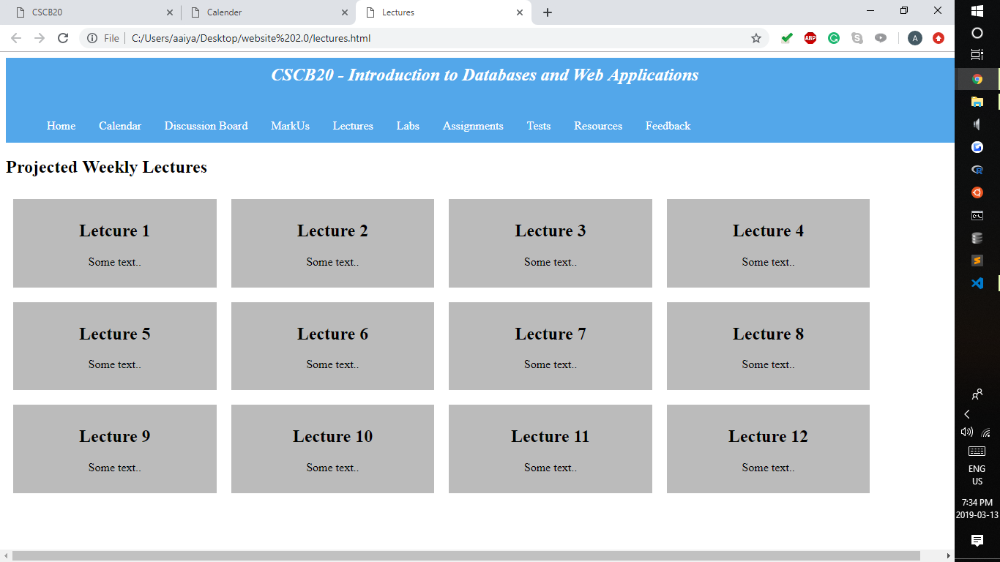 CSCB20 Calender Lectures
File C:/Users/aaiya/Desktop/website%202.0/lectures.html ABP A
CSCB20 - Introduction to Databases and Web Applications
Home Calendar Discussion Board MarkUs Lectures Labs Assignments Tests Resources Feedback
Projected Weekly Lectures
Letcure 1 Lecture 2 Lecture 3 Lecture 4
Some text.. Some text.. Some text.. Some text..
Lecture 5 Lecture 6 Lecture 7 Lecture 8
Some text.. Some text.. Some text.. Some text..
Lecture 9 Lecture 10 Lecture 11 Lecture 12
Some text.. Some text.. Some text.. Some text..
ENG
US
7:34 PM
2019-03-13